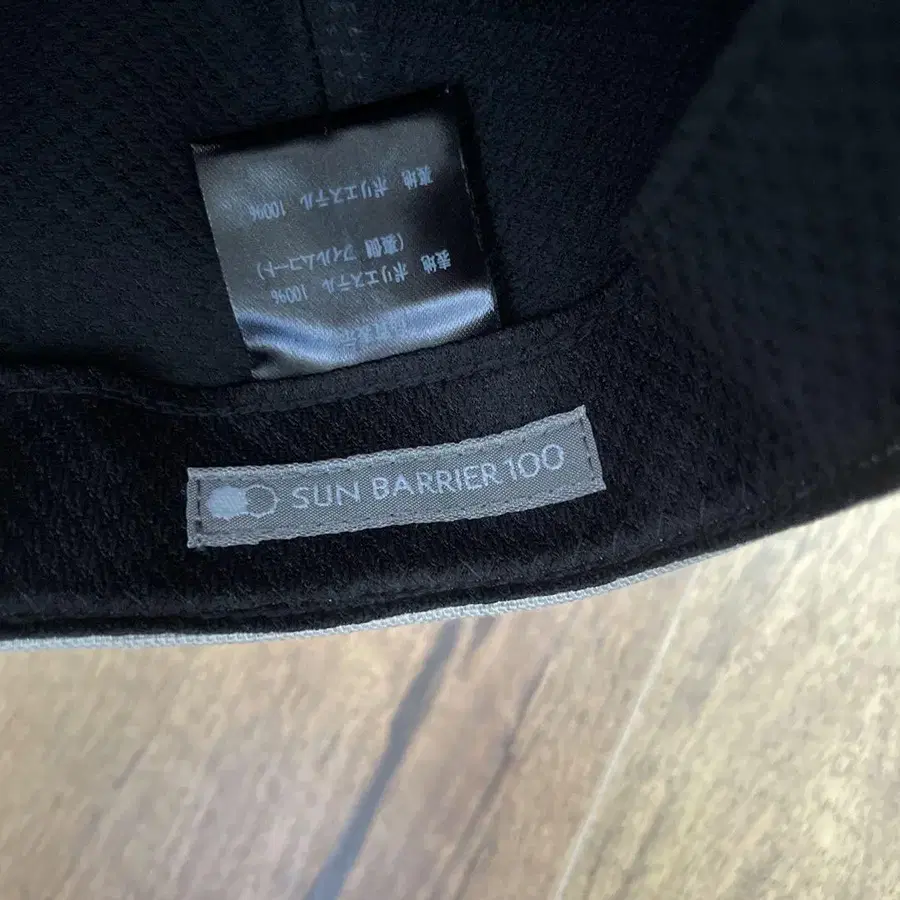 表地 ポリエステル 100%
(裏側 フィルムコート)
裏地 ポリエステル 100%
SUN BARRIER 100